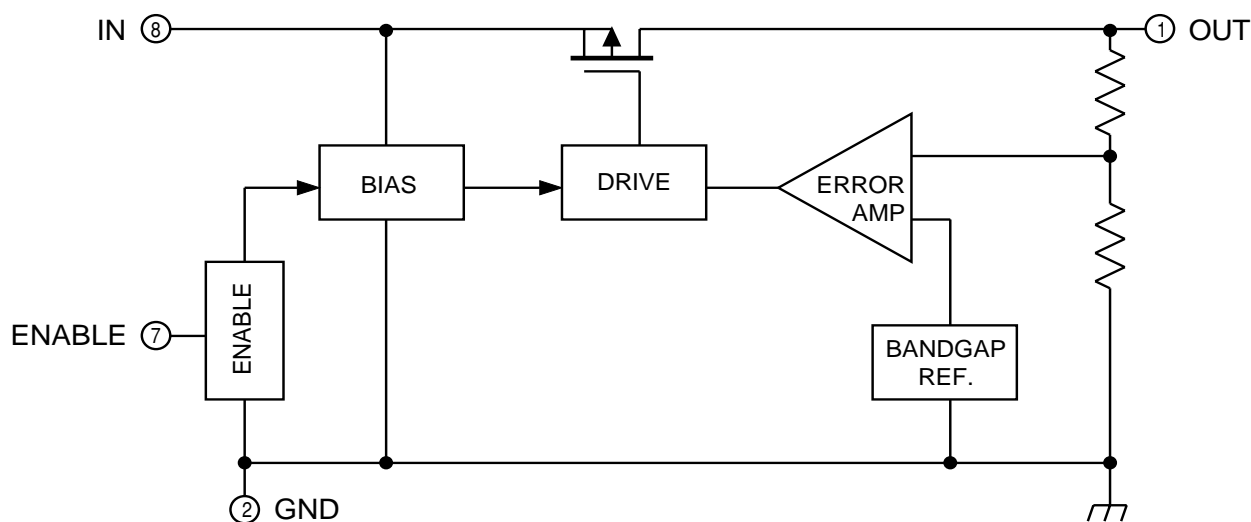 IN 8
1 OUT
BIAS
DRIVE
ERROR
AMP
ENABLE
ENABLE 7
BANDGAP
REF.
2 GND